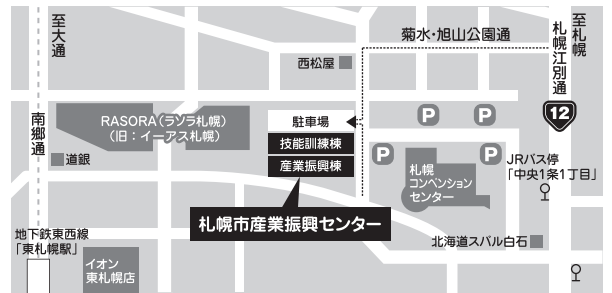 至大通
至札幌
菊水・旭山公園通
札幌江別通
西松屋
12
南郷通
RASORA（ラソラ札幌）
（旧：イーアス札幌）
駐車場
P
P
技能訓練棟
産業振興棟
P
P
道銀
札幌
コンベンション
センター
JRバス停
「中央1条1丁目」
札幌市産業振興センター
地下鉄東西線
「東札幌駅」
イオン
東札幌店
北海道スバル白石